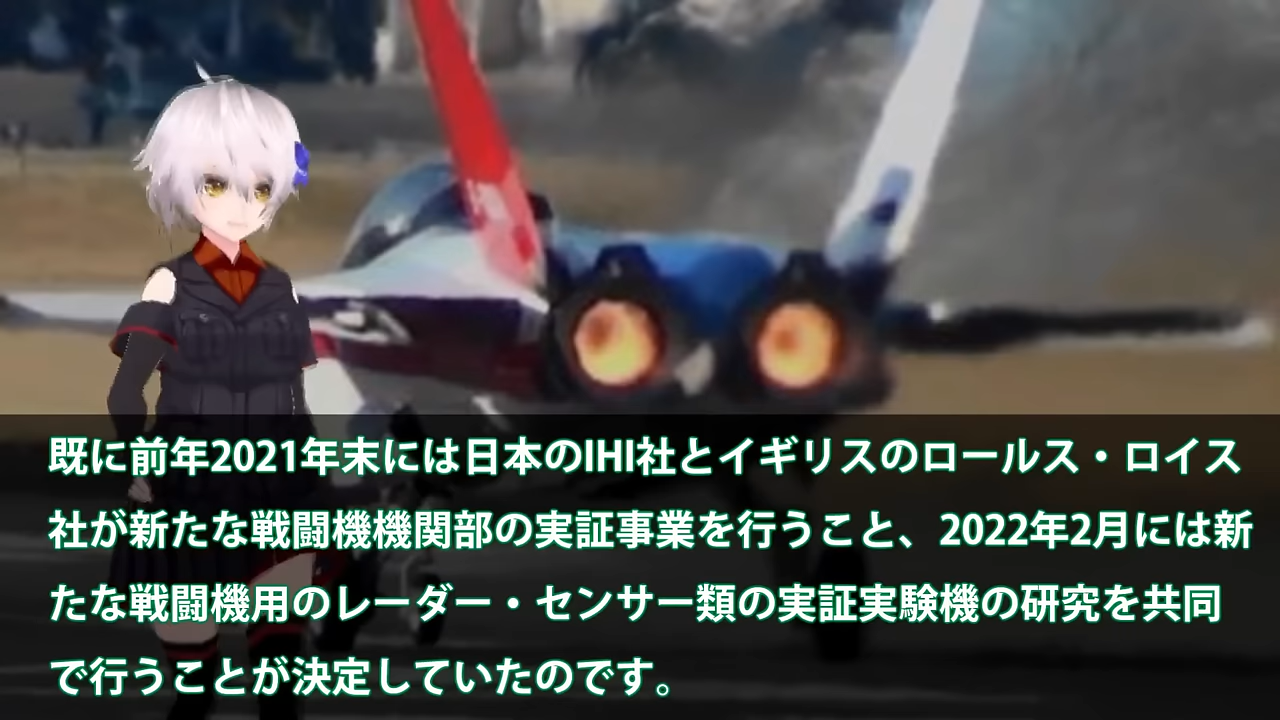 既に前年2021年末には日本のIHI社とイギリスのロールス・ロイス
社が新たな戦闘機機関部の実証事業を行うこと、2022年2月には新
たな戦闘機用のレーダー・センサー類の実証実験機の研究を共同
で行うことが決定していたのです。